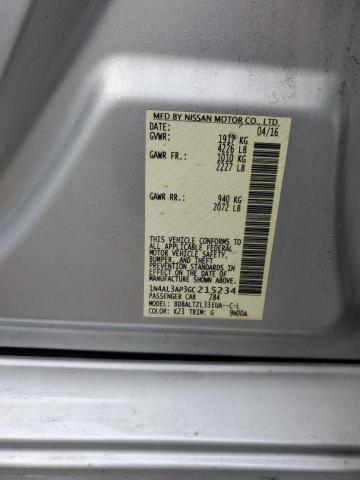 MFD BY NISSAN MOTOR CO., LTD.
DATE: 04/16
GVWR: 1917 KG
4226 LB
GAWR FR: 1010 KG
2227 LB
GAWR RR: 940 KG
2072 LB
THIS VEHICLE CONFORMS TO
ALL APPLICABLE FEDERAL
MOTOR VEHICLE SAFETY,
BUMPER, AND THEFT
PREVENTION STANDARDS IN
EFFECT ON THE DATE OF
MANUFACTURE SHOWN ABOVE.
1N4AL3AP3GC215234
PASSENGER CAR 284
MODEL: BDBALTZL33EUA--C-L
COLOR: K23 TRIM: G 9N00A